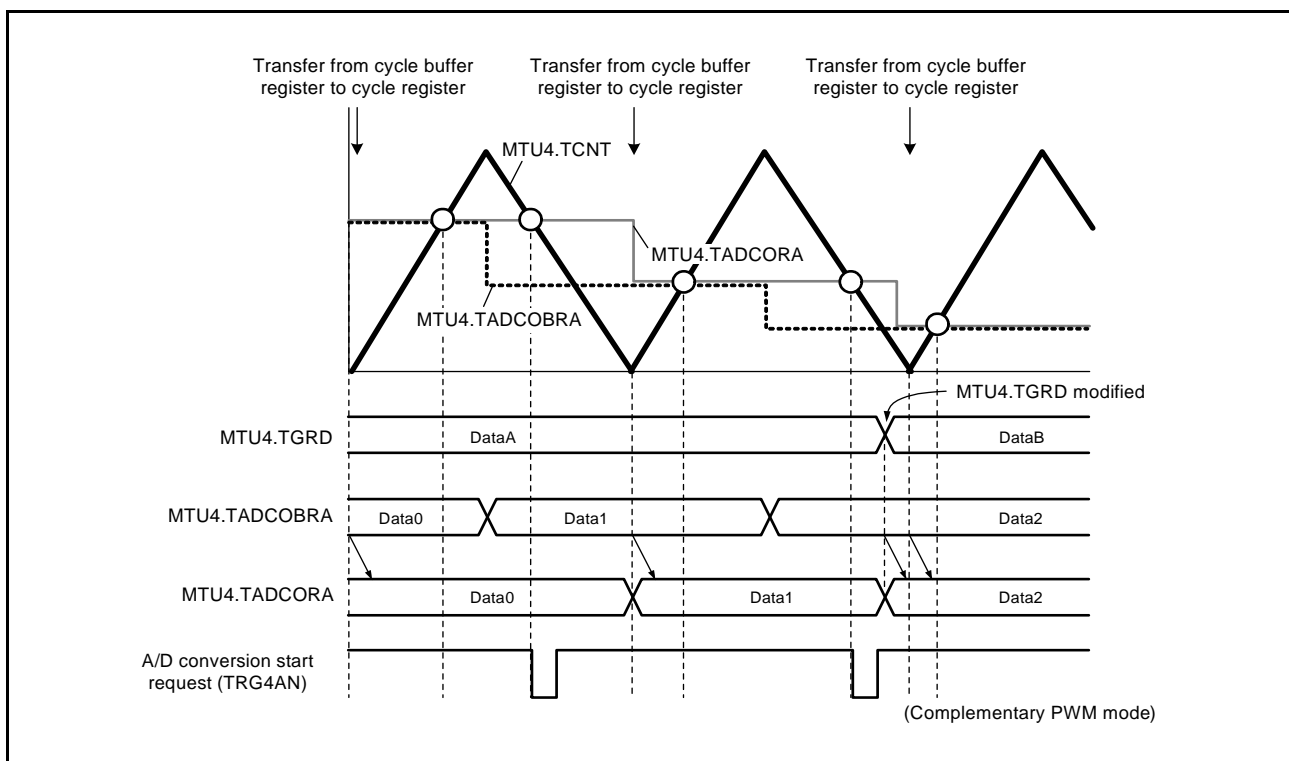 Transfer from cycle buffer
register to cycle register
Transfer from cycle buffer
register to cycle register
Transfer from cycle buffer
register to cycle register
MTU4.TCNT
MTU4.TADCORA
MTU4.TADCOBRA
MTU4.TGRD modified
MTU4.TGRD
DataA
DataB
MTU4.TADCOBRA
Data0
Data1
Data2
MTU4.TADCORA
Data0
Data1
Data2
A/D conversion start
request (TRG4AN)
(Complementary PWM mode)